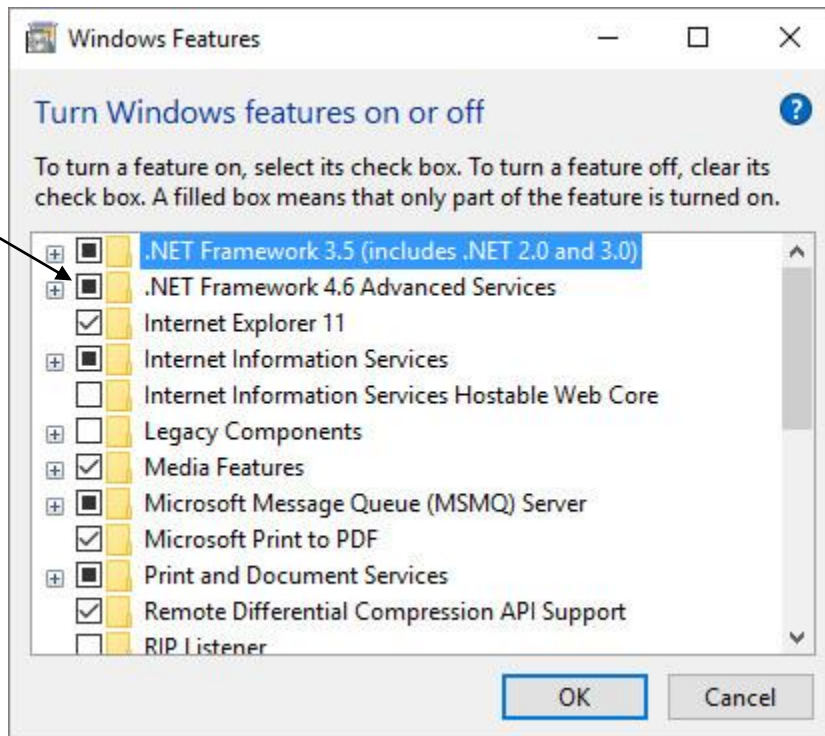 Windows Features
Turn Windows features on or off
To turn a feature on, select its check box. To turn a feature off, clear its
check box. A filled box means that only part of the feature is turned on.
.NET Framework 3.5 (includes .NET 2.0 and 3.0)
.NET Framework 4.6 Advanced Services
Internet Explorer 11
Internet Information Services
Internet Information Services Hostable Web Core
Legacy Components
Media Features
Microsoft Message Queue (MSMQ) Server
Microsoft Print to PDF
Print and Document Services
Remote Differential Compression API Support
RIP Listener
OK Cancel